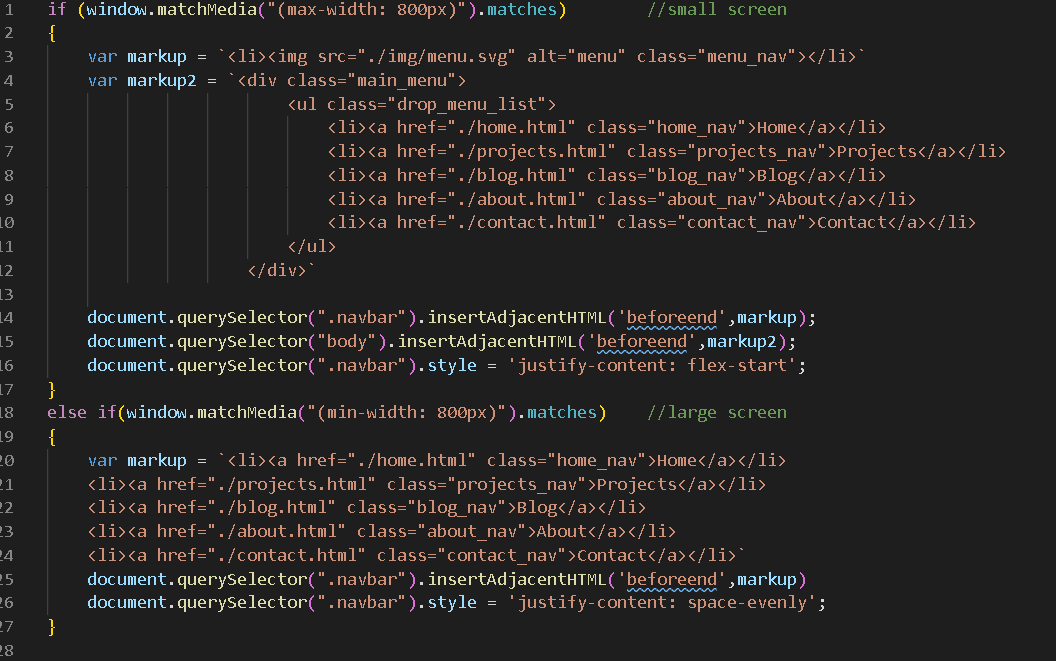 1 if (window.matchMedia("(max-width: 800px)").matches) //small screen
2 {
3 var markup = `<li><img src="./img/menu.svg" alt="menu" class="menu_nav"></li>`
4 var markup2 = `<div class="main_menu">
5 <ul class="drop_menu_list">
6 <li><a href="./home.html" class="home_nav">Home</a></li>
7 <li><a href="./projects.html" class="projects_nav">Projects</a></li>
8 <li><a href="./blog.html" class="blog_nav">Blog</a></li>
9 <li><a href="./about.html" class="about_nav">About</a></li>
10 <li><a href="./contact.html" class="contact_nav">Contact</a></li>
11 </ul>
12 </div>`
13
14 document.querySelector(".navbar").insertAdjacentHTML('beforeend',markup);
15 document.querySelector("body").insertAdjacentHTML('beforeend',markup2);
16 document.querySelector(".navbar").style = 'justify-content: flex-start';
17 }
18 else if(window.matchMedia("(min-width: 800px)").matches) //large screen
19 {
20 var markup = `<li><a href="./home.html" class="home_nav">Home</a></li>
21 <li><a href="./projects.html" class="projects_nav">Projects</a></li>
22 <li><a href="./blog.html" class="blog_nav">Blog</a></li>
23 <li><a href="./about.html" class="about_nav">About</a></li>
24 <li><a href="./contact.html" class="contact_nav">Contact</a></li>`
25 document.querySelector(".navbar").insertAdjacentHTML('beforeend',markup)
26 document.querySelector(".navbar").style = 'justify-content: space-evenly';
27 }
28